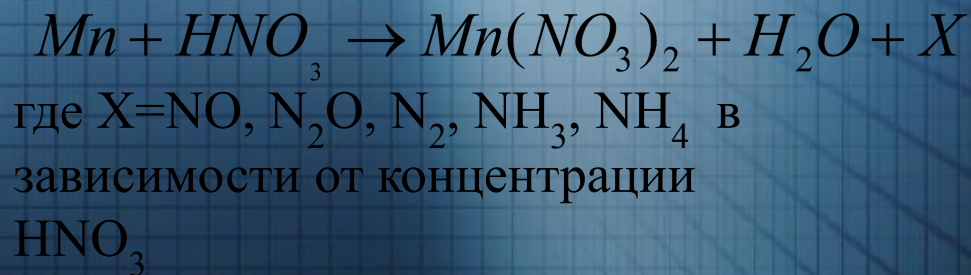 Mn + HNO₃ → Mn(NO₃)₂ + H₂O + X
где X=NO, N₂O, N₂, NH₃, NH₄ в
зависимости от концентрации
HNO₃